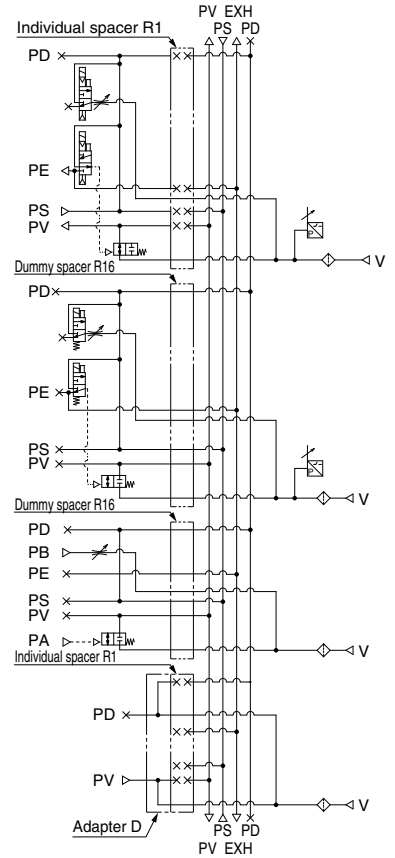 PV EXH
Individual spacer R1
PS PD
PD
PE
PS
PV
V
Dummy spacer R16
PD
PE
PS
PV
V
Dummy spacer R16
PD
PB
PE
PS
PV
PA
V
Individual spacer R1
PD
PV
V
Adapter D
PS PD
PV EXH